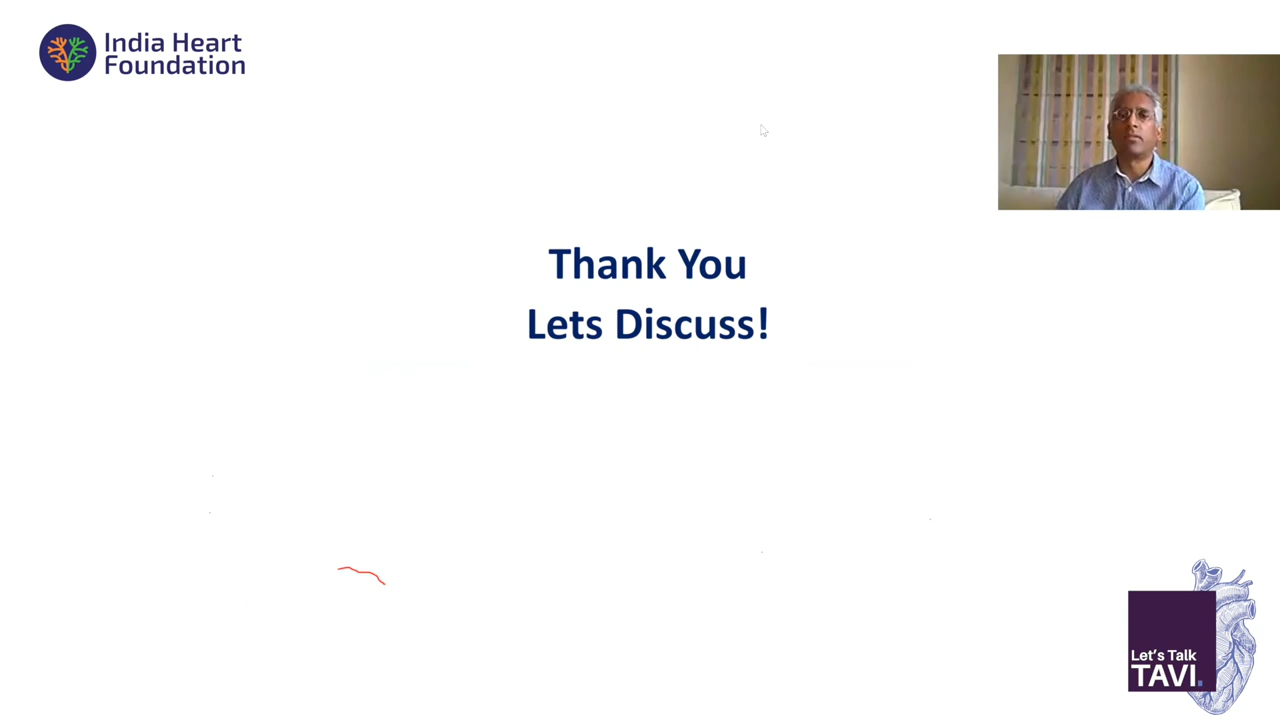 India Heart
Foundation
Thank You
Lets Discuss!
Let's Talk
TAVI.